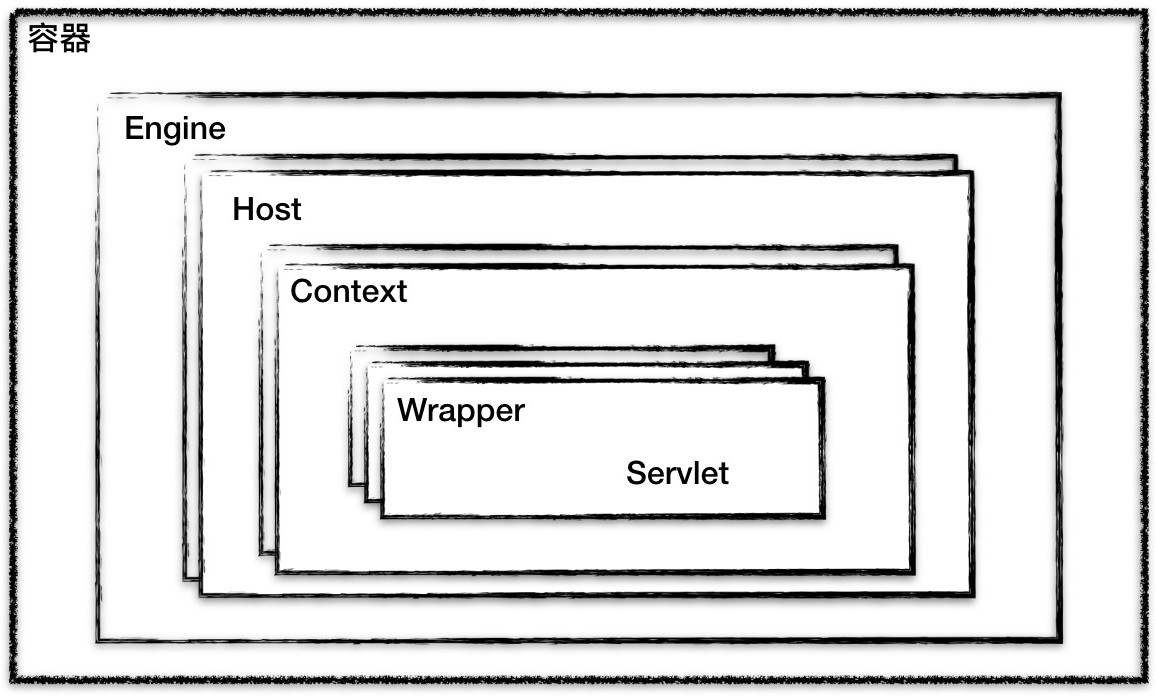 容器
Engine
Host
Context
Wrapper
Servlet